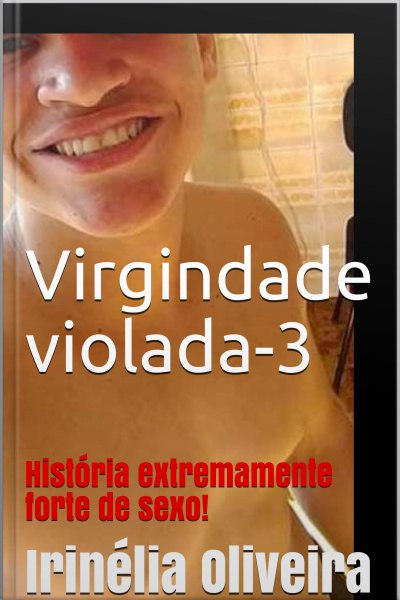 Virgindade
violada-3
História extremamente
forte de sexo!
Irinélia Oliveira